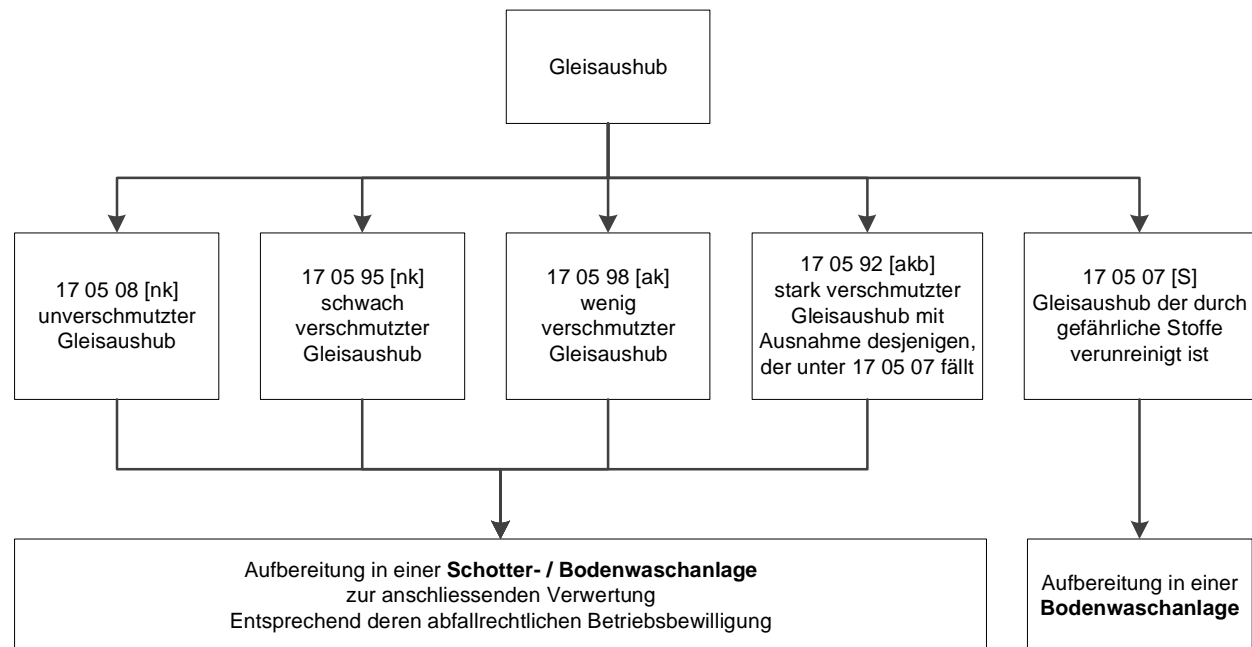 Gleisaushub
17 05 08 [nk]
unverschmutzter
Gleisaushub
17 05 95 [nk]
schwach
verschmutzter
Gleisaushub
17 05 98 [ak]
wenig
verschmutzter
Gleisaushub
17 05 92 [akb]
stark verschmutzter
Gleisaushub mit
Ausnahme desjenigen,
der unter 17 05 07 fällt
17 05 07 [S]
Gleisaushub der durch
gefährliche Stoffe
verunreinigt ist
Aufbereitung in einer Schotter- / Bodenwaschanlage
zur anschliessenden Verwertung
Entsprechend deren abfallrechtlichen Betriebsbewilligung
Aufbereitung in einer
Bodenwaschanlage